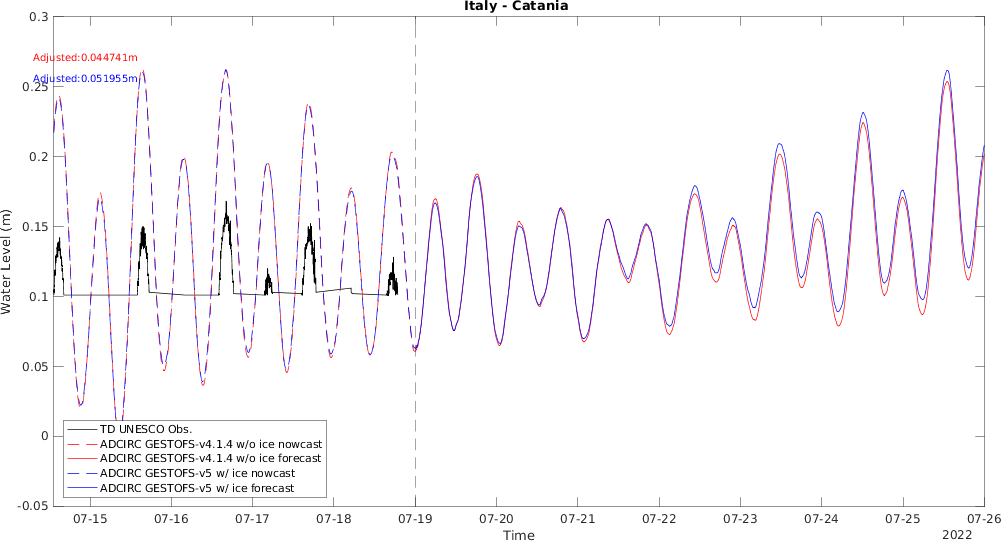 Italy - Catania
Adjusted:0.044741m
Adjusted:0.051955m
Water Level (m)
0.3
0.25
0.2
0.15
0.1
0.05
0
-0.05
TD UNESCO Obs.
ADCIRC GESTOFS-v4.1.4 w/o ice nowcast
ADCIRC GESTOFS-v4.1.4 w/o ice forecast
ADCIRC GESTOFS-v5 w/ ice nowcast
ADCIRC GESTOFS-v5 w/ ice forecast
07-15 07-16 07-17 07-18 07-19 07-20 07-21 07-22 07-23 07-24 07-25 07-26
Time
2022